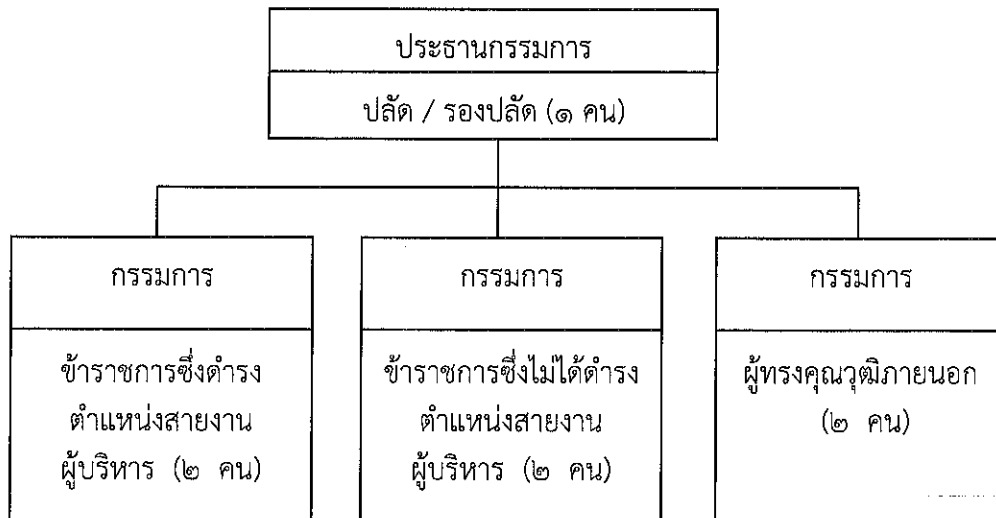 ประธานกรรมการ
ปลัด / รองปลัด (๑ คน)
กรรมการ
ข้าราชการซึ่งดำรง
ตำแหน่งสายงาน
ผู้บริหาร (๒ คน)
กรรมการ
ข้าราชการซึ่งไม่ได้ดำรง
ตำแหน่งสายงาน
ผู้บริหาร (๒ คน)
กรรมการ
ผู้ทรงคุณวุฒิภายนอก
(๒ คน)